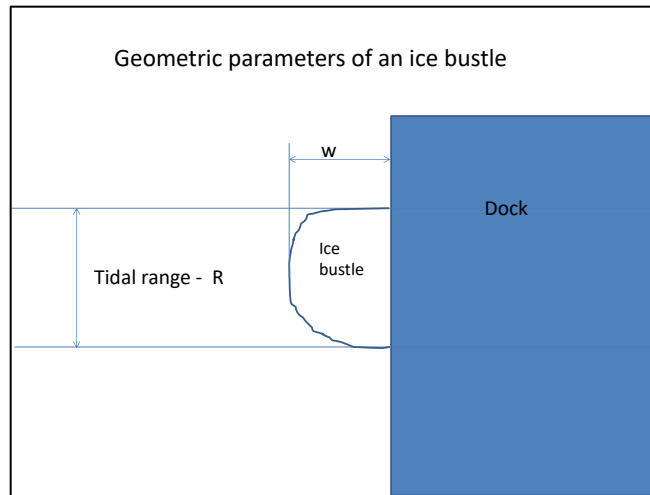 Geometric parameters of an ice bustle
w
Dock
Ice
bustle
Tidal range - R